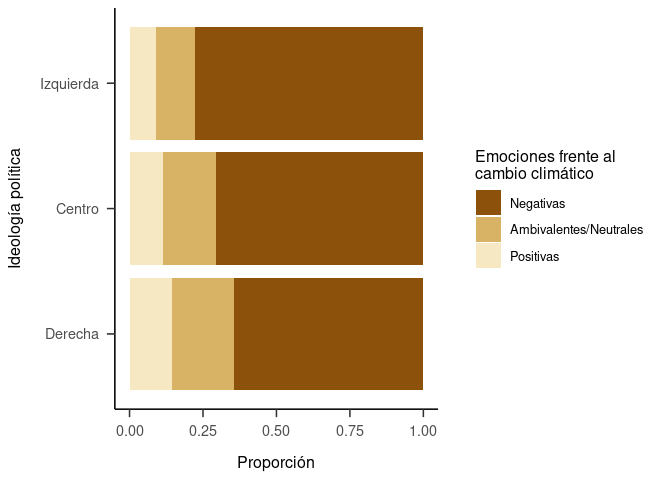 Ideología política
Izquierda
Centro
Derecha
0.00
0.25
0.50
0.75
1.00
Proporción
Emociones frente al
cambio climático
Negativas
Ambivalentes/Neutrales
Positivas